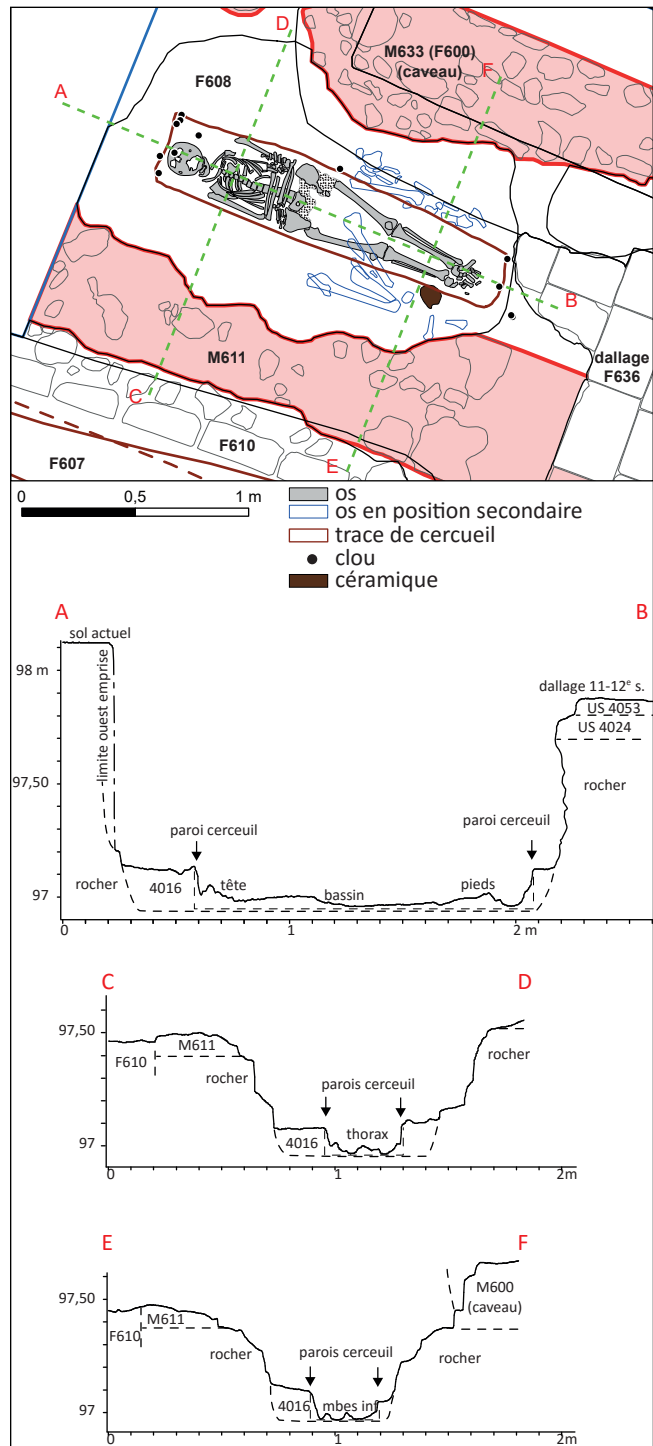 D
M633 (F600)
(caveau)
F
A
F608
B
M611
dallage
F636
C
F610
E
F607
0 0,5 1 m
os
os en position secondaire
trace de cercueil
clou
céramique
A B
sol actuel
98 m
limite ouest emprise
dallage 11-12e s.
US 4053
US 4024
97,50
rocher
paroi cerceuil paroi cerceuil
tête bassin pieds
97
rocher 4016
0 1 2 m
C D
97,50
M611
F610
rocher rocher
parois cerceuil
4016 thorax
97
0 1 2m
E F
M600
(caveau)
97,50
M611
F610
rocher parois cerceuil rocher
4016 mbes inf
97
0 1 2m